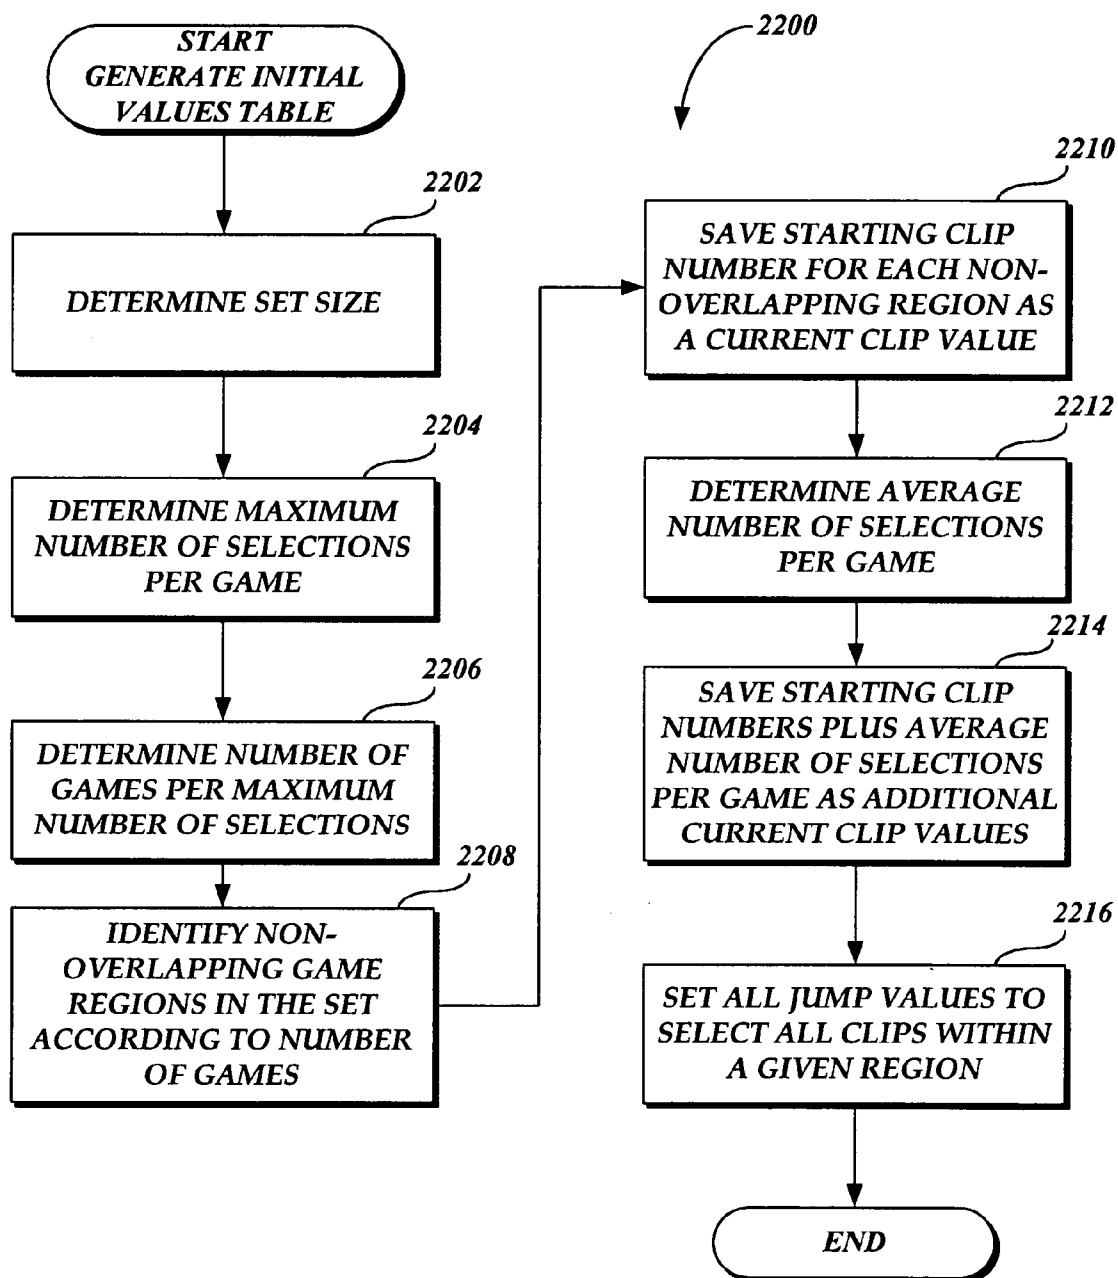 START
GENERATE INITIAL
VALUES TABLE
2202
DETERMINE SET SIZE
2204
DETERMINE MAXIMUM
NUMBER OF SELECTIONS
PER GAME
2206
DETERMINE NUMBER OF
GAMES PER MAXIMUM
NUMBER OF SELECTIONS
2208
IDENTIFY NON-
OVERLAPPING GAME
REGIONS IN THE SET
ACCORDING TO NUMBER
OF GAMES
2200
2210
SAVE STARTING CLIP
NUMBER FOR EACH NON-
OVERLAPPING REGION AS
A CURRENT CLIP VALUE
2212
DETERMINE AVERAGE
NUMBER OF SELECTIONS
PER GAME
2214
SAVE STARTING CLIP
NUMBERS PLUS AVERAGE
NUMBER OF SELECTIONS
PER GAME AS ADDITIONAL
CURRENT CLIP VALUES
2216
SET ALL JUMP VALUES TO
SELECT ALL CLIPS WITHIN
A GIVEN REGION
END